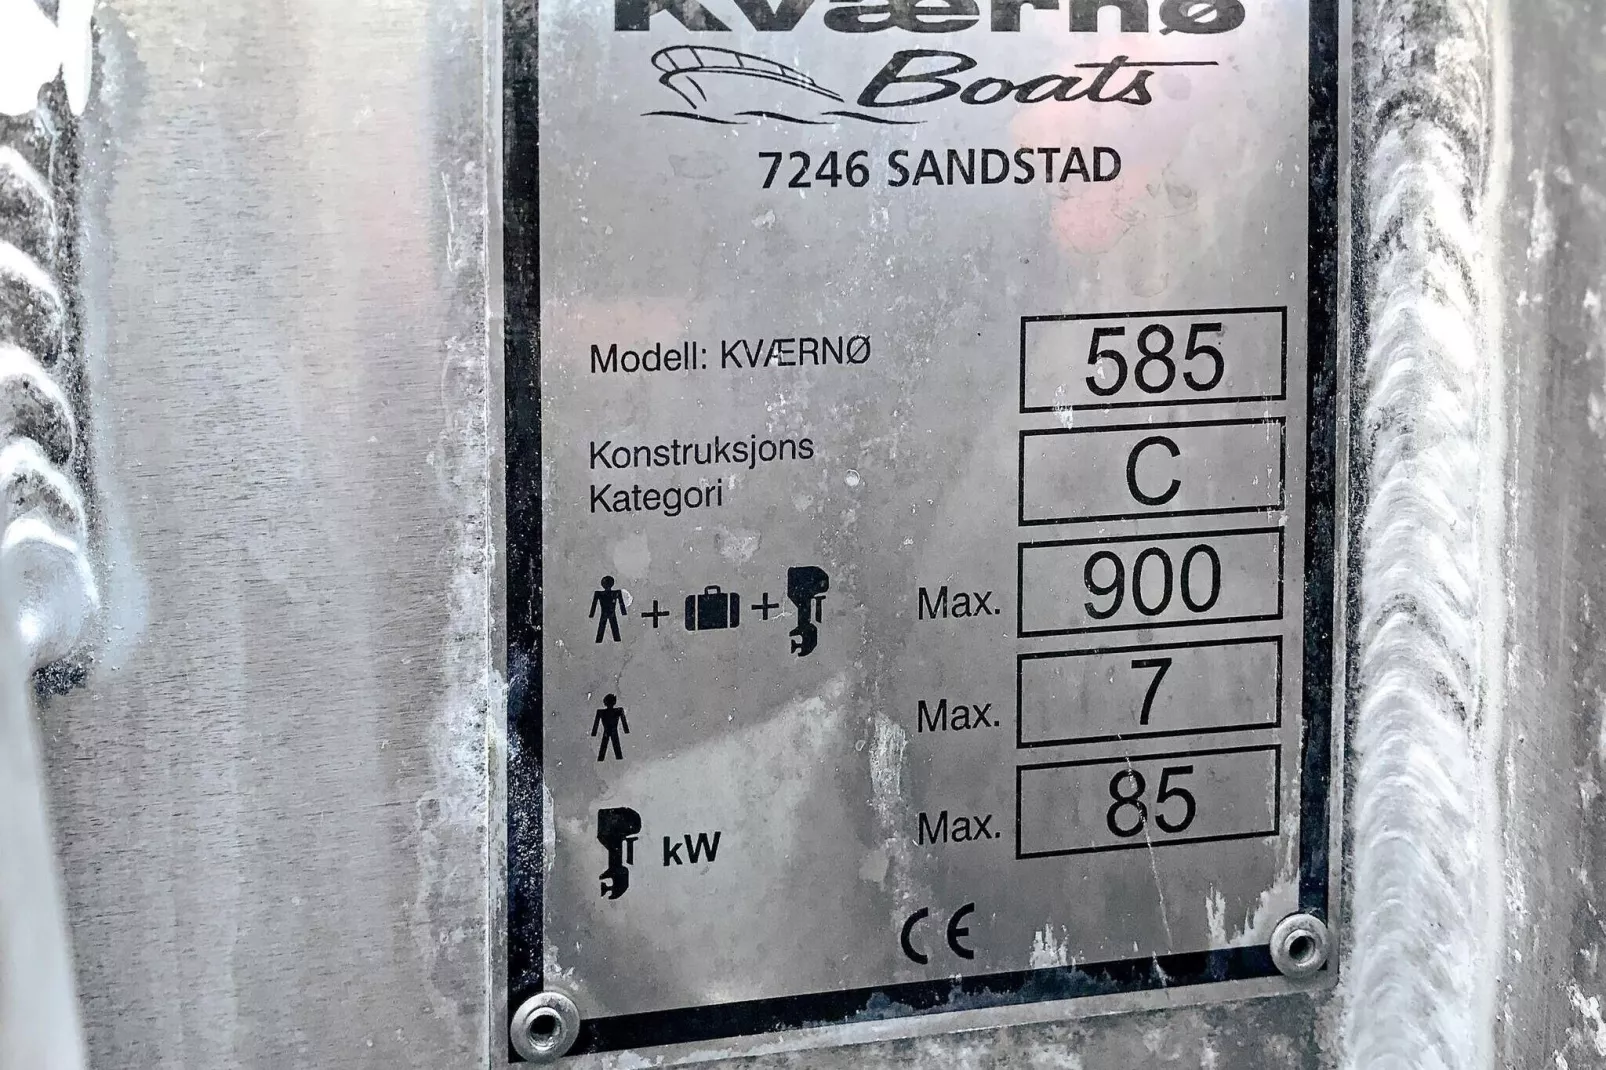 Kværnø
Boats
7246 SANDSTAD
Modell: KVÆRNØ 585
Konstruksjons
Kategori C
+ + Max. 900
Max. 7
kW Max. 85
CE